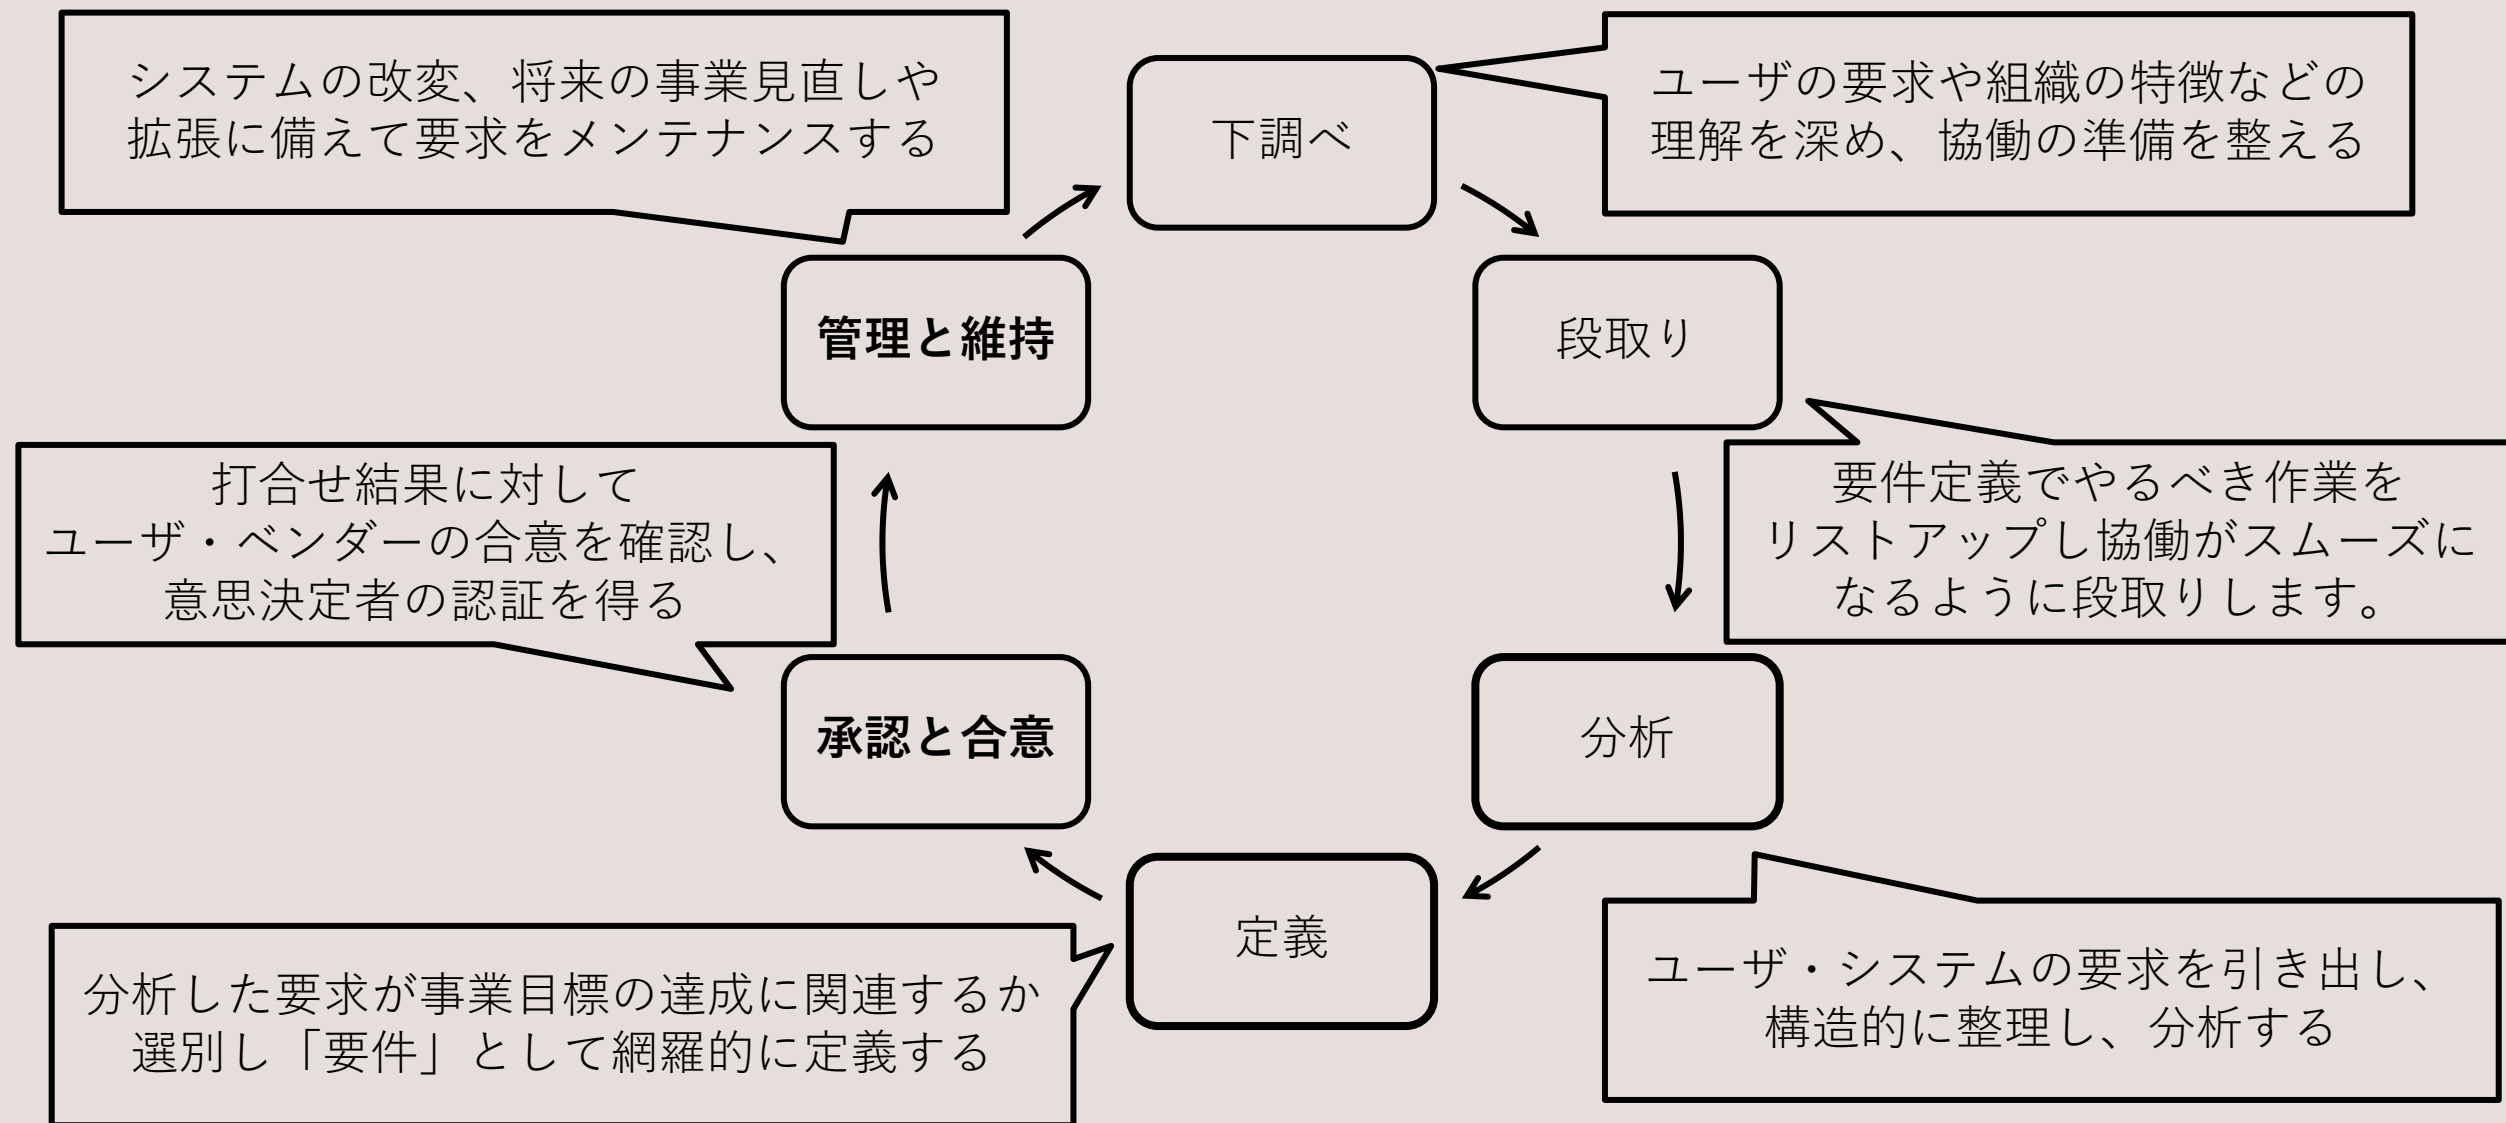 システムの改変、将来の事業見直しや
拡張に備えて要求をメンテナンスする
下調べ
ユーザの要求や組織の特徴などの
理解を深め、協働の準備を整える
管理と維持
段取り
打合せ結果に対して
ユーザ・ベンダーの合意を確認し、
意思決定者の認証を得る
要件定義でやるべき作業を
リストアップし協働がスムーズに
なるように段取りします。
承認と合意
分析
定義
分析した要求が事業目標の達成に関連するか
選別し「要件」として網羅的に定義する
ユーザ・システムの要求を引き出し、
構造的に整理し、分析する